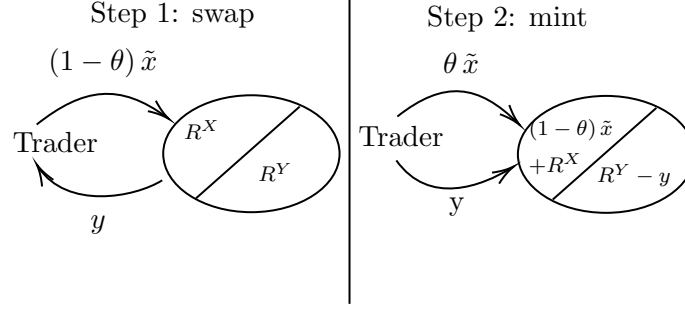 Step 1: swap
(1 − θ) x̃
Trader
R^X
R^Y
y
Step 2: mint
θ x̃
Trader
(1 − θ) x̃
+R^X
R^Y − y
y